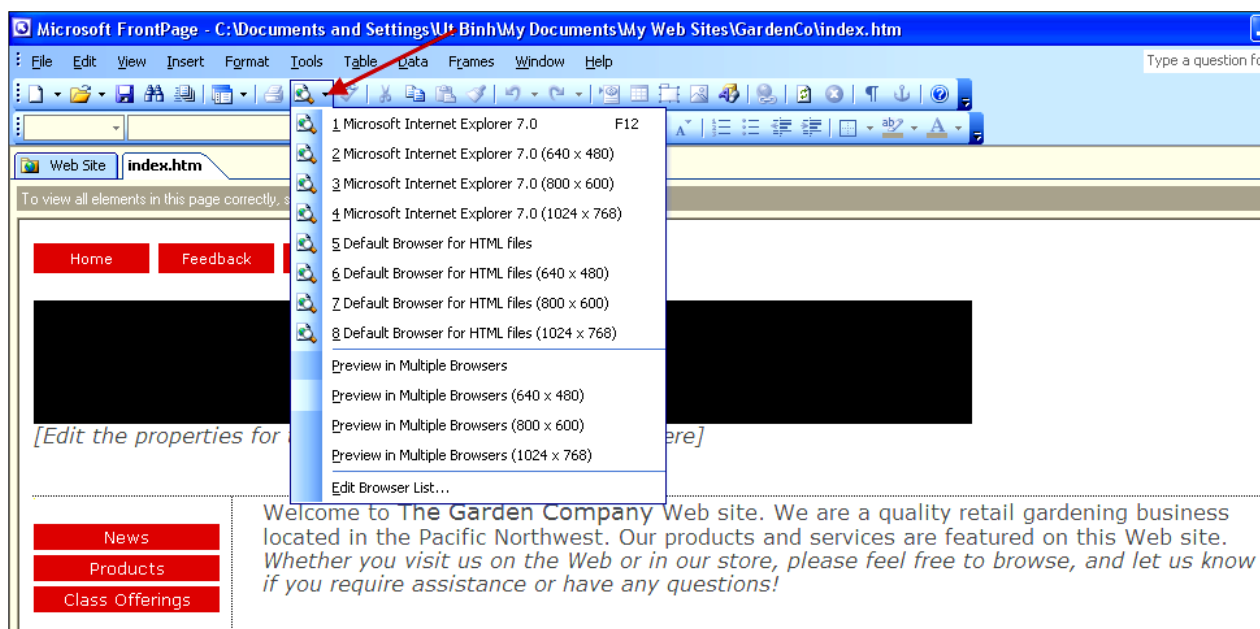 Microsoft FrontPage - C:\Documents and Settings\Ut Binh\My Documents\My Web Sites\GardenCo\index.htm
File Edit View Insert Format Tools Table Data Frames Window Help
Type a question fo
1 Microsoft Internet Explorer 7.0 F12
2 Microsoft Internet Explorer 7.0 (640 x 480)
Web Site index.htm
3 Microsoft Internet Explorer 7.0 (800 x 600)
To view all elements in this page correctly, s
4 Microsoft Internet Explorer 7.0 (1024 x 768)
5 Default Browser for HTML files
Home Feedback
6 Default Browser for HTML files (640 x 480)
7 Default Browser for HTML files (800 x 600)
8 Default Browser for HTML files (1024 x 768)
Preview in Multiple Browsers
Preview in Multiple Browsers (640 x 480)
Preview in Multiple Browsers (800 x 600)
[Edit the properties for ere]
Preview in Multiple Browsers (1024 x 768)
Edit Browser List...
Welcome to The Garden Company Web site. We are a quality retail gardening business
located in the Pacific Northwest. Our products and services are featured on this Web site.
Whether you visit us on the Web or in our store, please feel free to browse, and let us know
if you require assistance or have any questions!
News
Products
Class Offerings